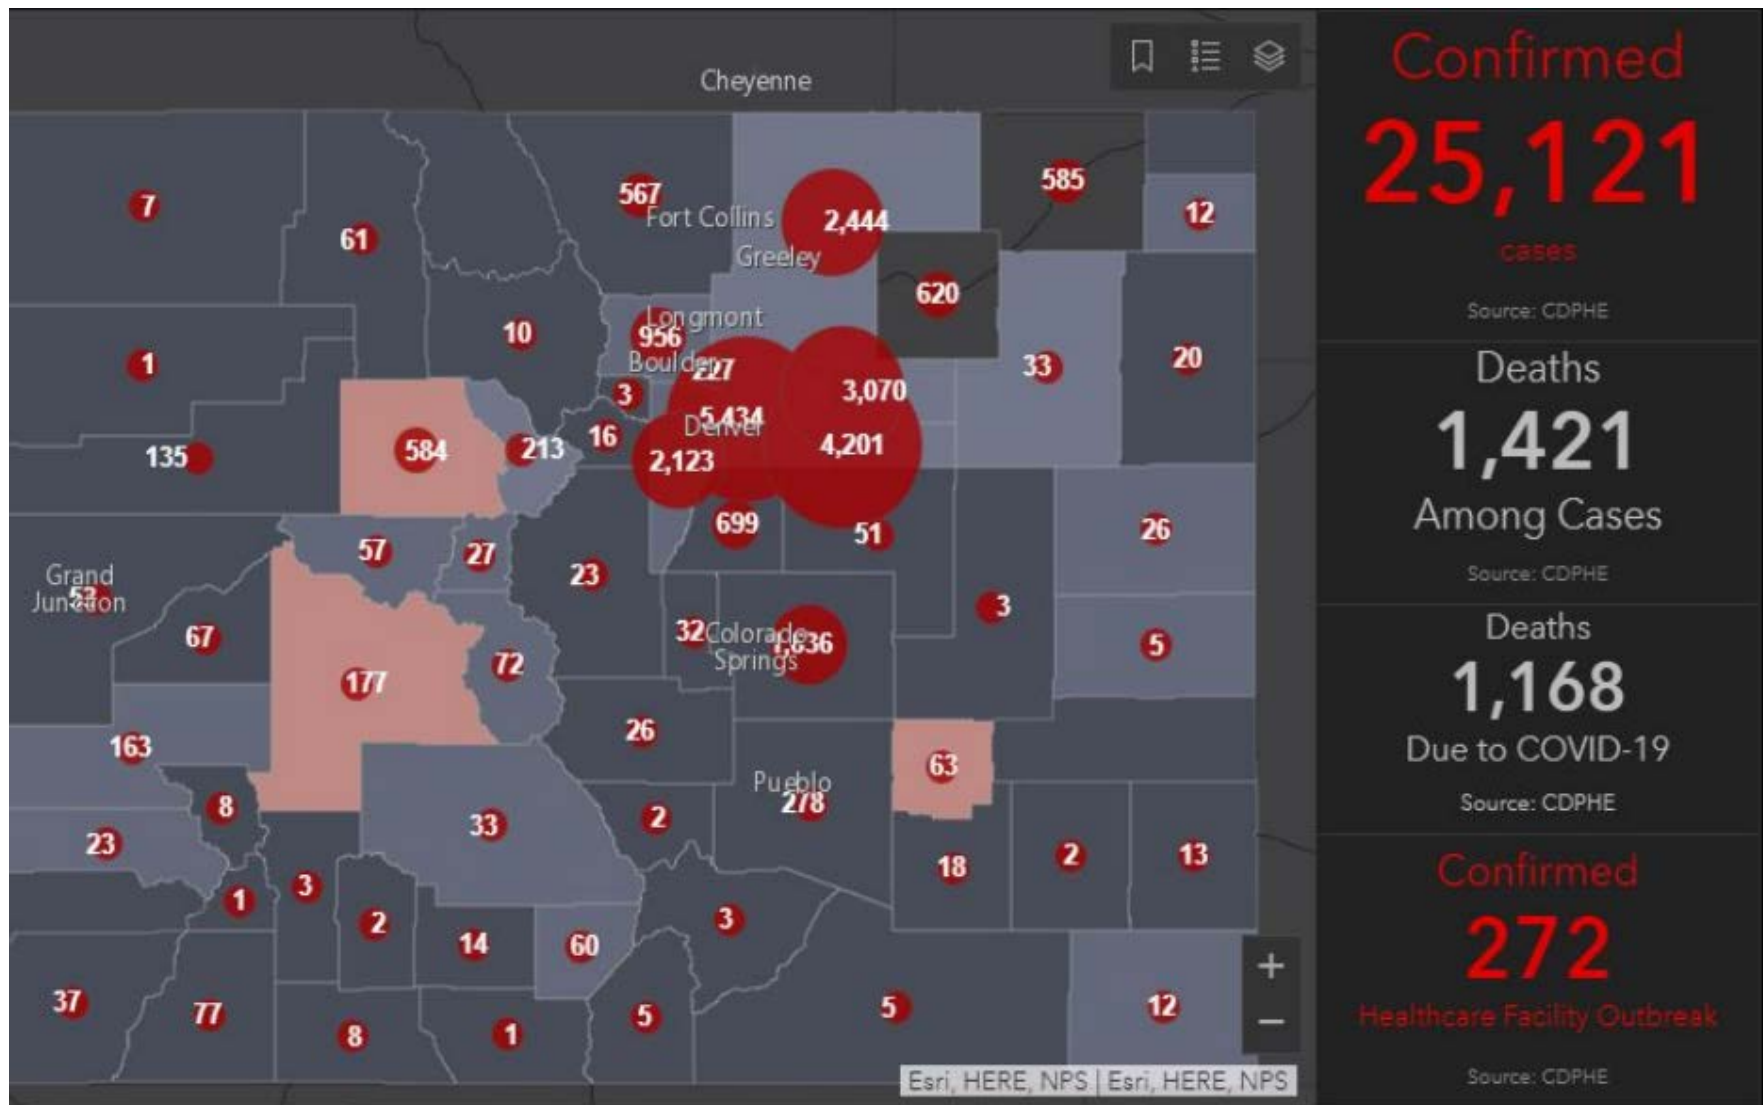 Cheyenne
7
61
567
Fort Collins
2,444
Greeley
585
12
620
1
10
Longmont
956
Boulder
227
3
3,070
33
20
135
584
213
16
5,434
Denver
2,123
4,201
57
27
699
51
26
Grand
Junction
23
3
67
32
Colorado
Springs
1,636
5
177
72
163
26
63
8
Pueblo
278
23
33
2
18
2
13
1
3
2
14
60
3
37
77
8
1
5
5
12
+
−
Esri, HERE, NPS | Esri, HERE, NPS
Confirmed
25,121
cases
Source: CDPHE
Deaths
1,421
Among Cases
Source: CDPHE
Deaths
1,168
Due to COVID-19
Source: CDPHE
Confirmed
272
Healthcare Facility Outbreak
Source: CDPHE